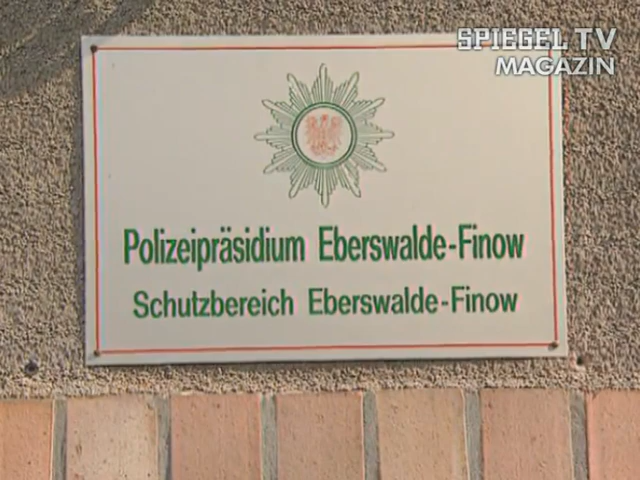 SPIEGEL TV
MAGAZIN
Polizeipräsidium Eberswalde-Finow
Schutzbereich Eberswalde-Finow